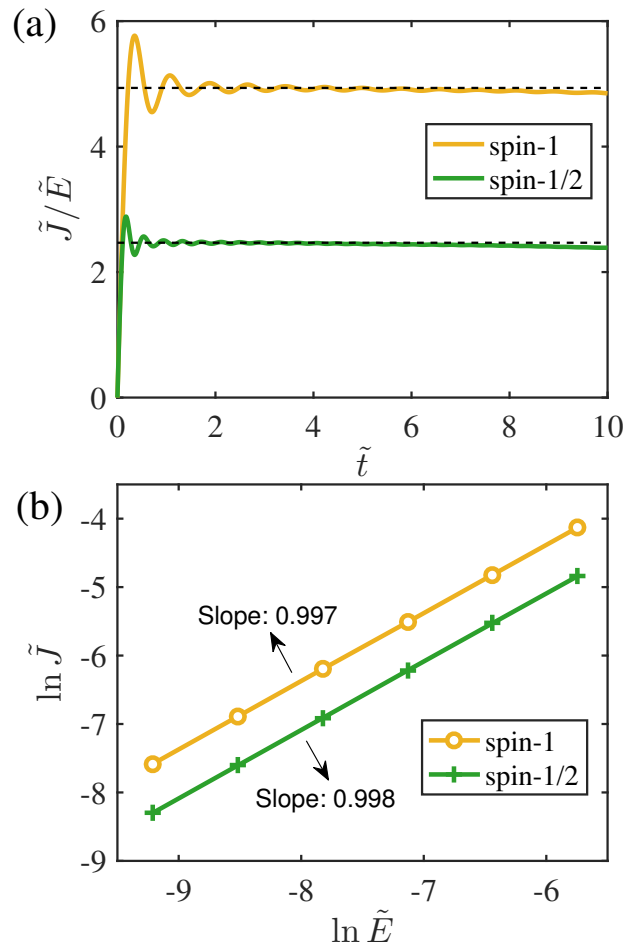 (a)
6
4
2
0
J̃/Ẽ
spin-1
spin-1/2
0 2 4 6 8 10
t̃
(b)
-4
-5
-6
-7
-8
-9
ln J̃
Slope: 0.997
Slope: 0.998
spin-1
spin-1/2
-9 -8 -7 -6
ln Ẽ